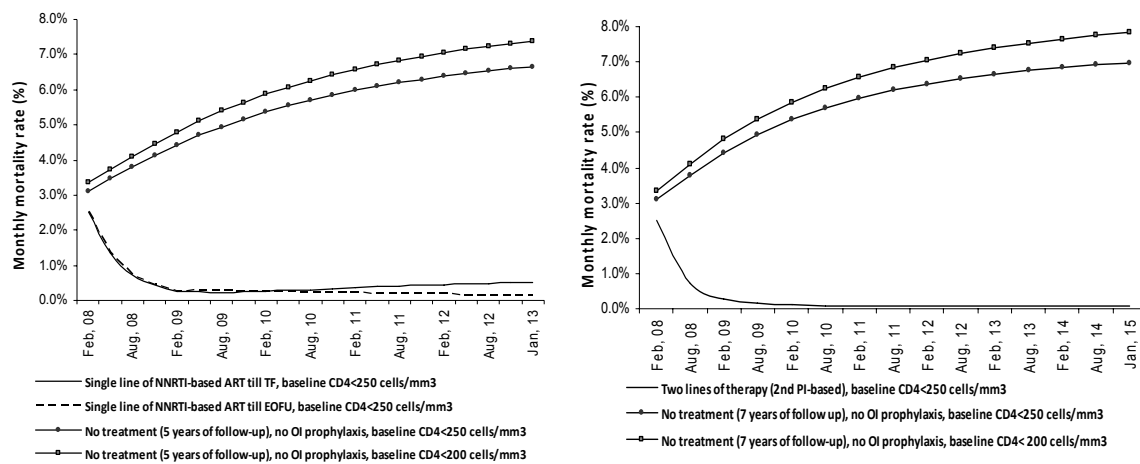 8.0%
7.0%
6.0%
5.0%
4.0%
3.0%
2.0%
1.0%
0.0%
Monthly mortality rate (%)
Feb, 08
Aug, 08
Feb, 09
Aug, 09
Feb, 10
Aug, 10
Feb, 11
Aug, 11
Feb, 12
Aug, 12
Jan, 13
Single line of NNRTI-based ART till TF, baseline CD4<250 cells/mm3
Single line of NNRTI-based ART till EOFU, baseline CD4<250 cells/mm3
No treatment (5 years of follow-up), no OI prophylaxis, baseline CD4<250 cells/mm3
No treatment (5 years of follow-up), no OI prophylaxis, baseline CD4<200 cells/mm3
8.0%
7.0%
6.0%
5.0%
4.0%
3.0%
2.0%
1.0%
0.0%
Monthly mortality rate (%)
Feb, 08
Aug, 08
Feb, 09
Aug, 09
Feb, 10
Aug, 10
Feb, 11
Aug, 11
Feb, 12
Aug, 12
Feb, 13
Aug, 13
Feb, 14
Aug, 14
Jan, 15
Two lines of therapy (2nd PI-based), baseline CD4<250 cells/mm3
No treatment (7 years of follow up), no OI prophylaxis, baseline CD4<250 cells/mm3
No treatment (7 years of follow-up), no OI prophylaxis, baseline CD4< 200 cells/mm3